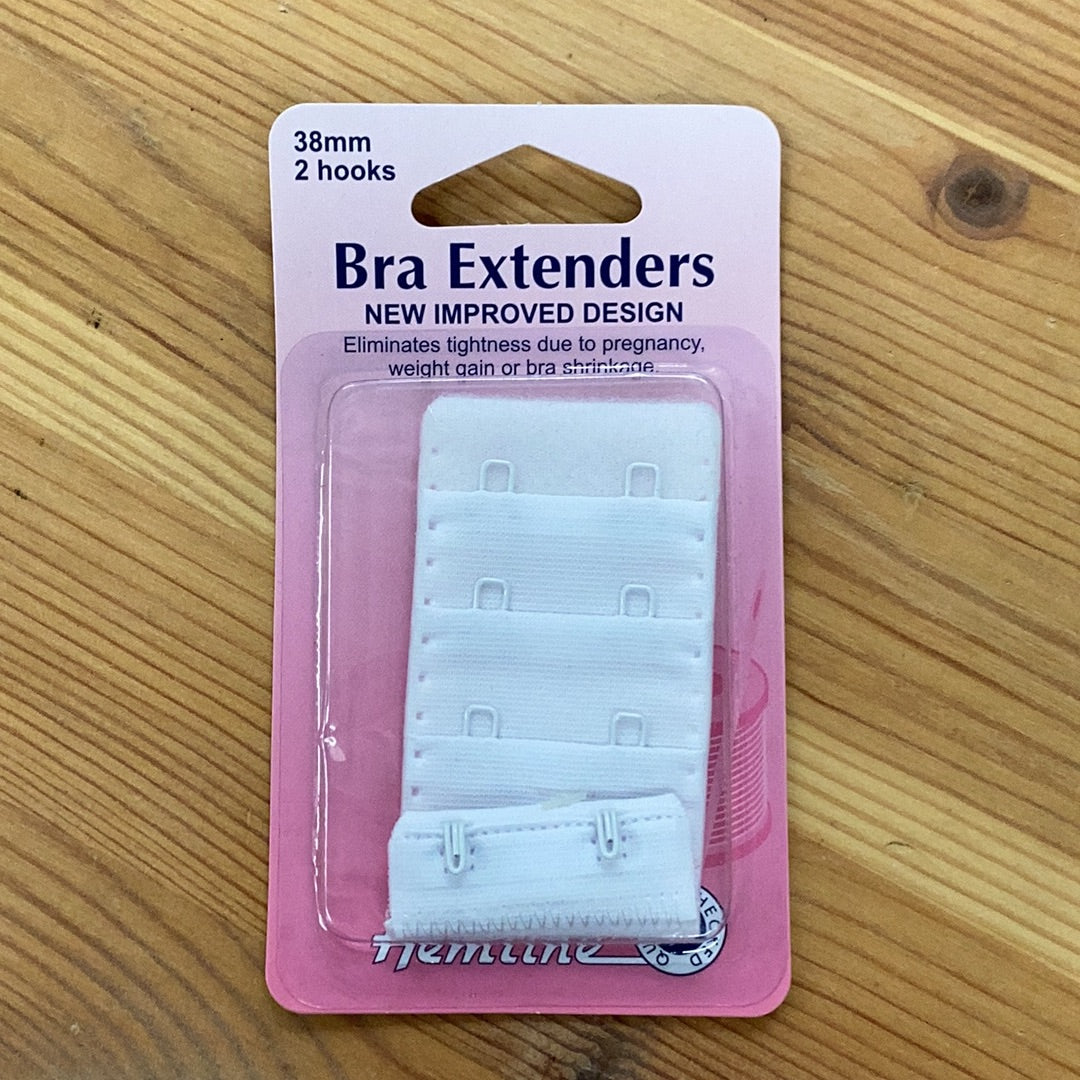 38mm
2 hooks
Bra Extenders
NEW IMPROVED DESIGN
Eliminates tightness due to pregnancy,
weight gain or bra shrinkage.
Hemline